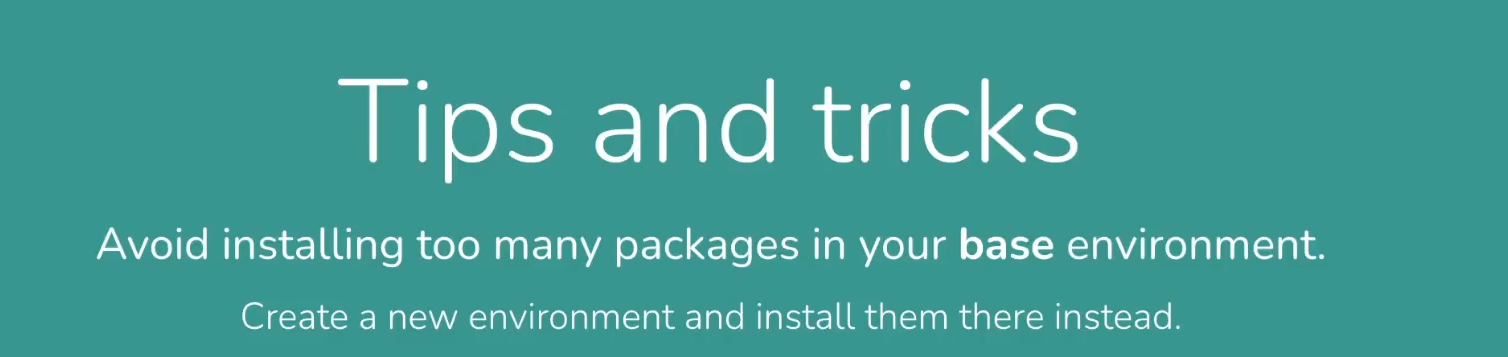 Tips and tricks
Avoid installing too many packages in your base environment.
Create a new environment and install them there instead.